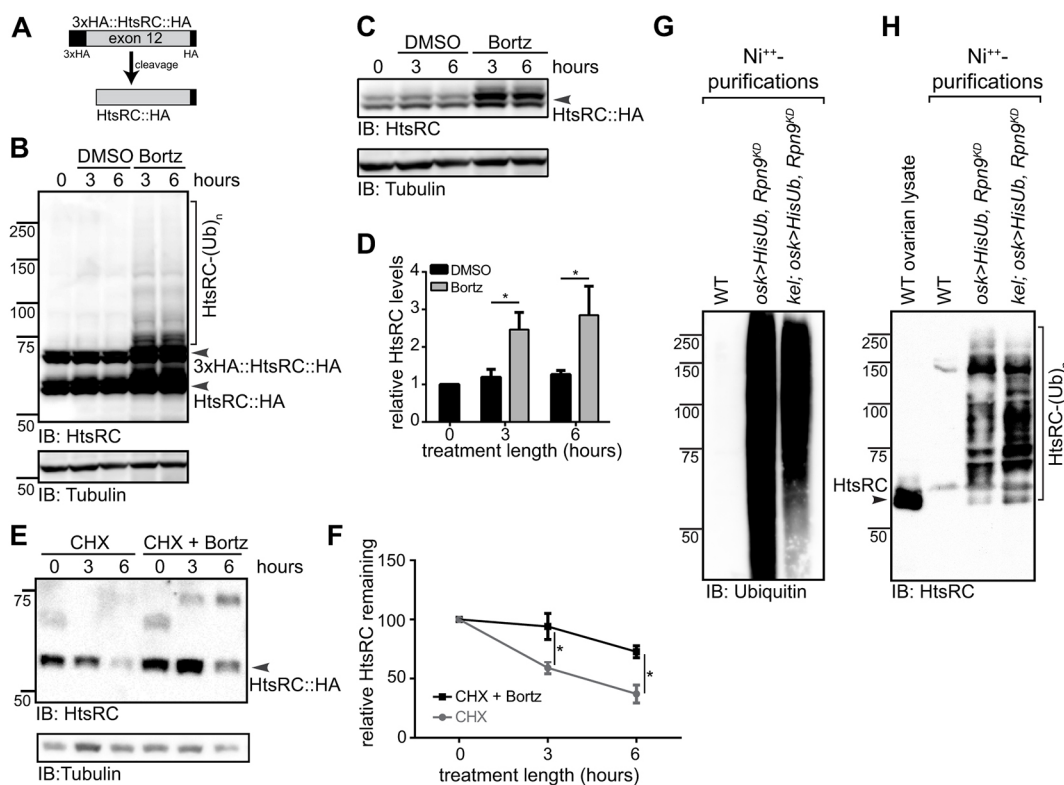 A
3xHA::HtsRC::HA
exon 12
3xHA
HA
cleavage
HtsRC::HA
B
DMSO Bortz
0 3 6 3 6 hours
250
150
100
75
50
HtsRC-(Ub)n
3xHA::HtsRC::HA
HtsRC::HA
IB: HtsRC
50
IB: Tubulin
C
DMSO Bortz
0 3 6 3 6 hours
HtsRC::HA
IB: HtsRC
IB: Tubulin
D
relative HtsRC levels
4
3
2
1
0
DMSO
Bortz
*
*
0 3 6
treatment length (hours)
E
CHX CHX + Bortz
0 3 6 0 3 6 hours
75
50
HtsRC::HA
IB: HtsRC
IB:Tubulin
F
relative HtsRC remaining
150
100
50
0
*
*
CHX + Bortz
CHX
0 3 6
treatment length (hours)
G
Ni++-
purifications
WT
osk>HisUb, Rpn9KD
kel; osk>HisUb, Rpn9KD
250
150
100
75
50
IB: Ubiquitin
H
Ni++-
purifications
WT ovarian lysate
WT
osk>HisUb, Rpn9KD
kel; osk>HisUb, Rpn9KD
250
150
100
75
HtsRC
50
HtsRC-(Ub)n
IB: HtsRC